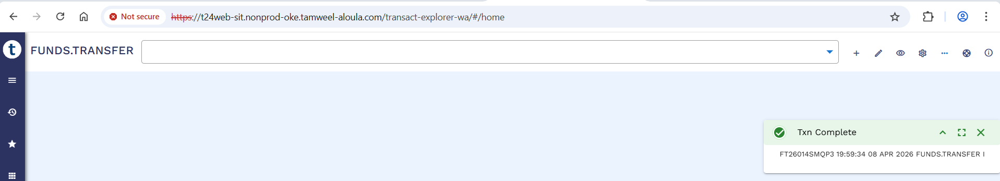 Not secure https://t24web-sit.nonprod-oke.tamweel-aloula.com/transact-explorer-wa/#/home
t FUNDS.TRANSFER
Txn Complete
FT26014SMQP3 19:59:34 08 APR 2026 FUNDS.TRANSFER I